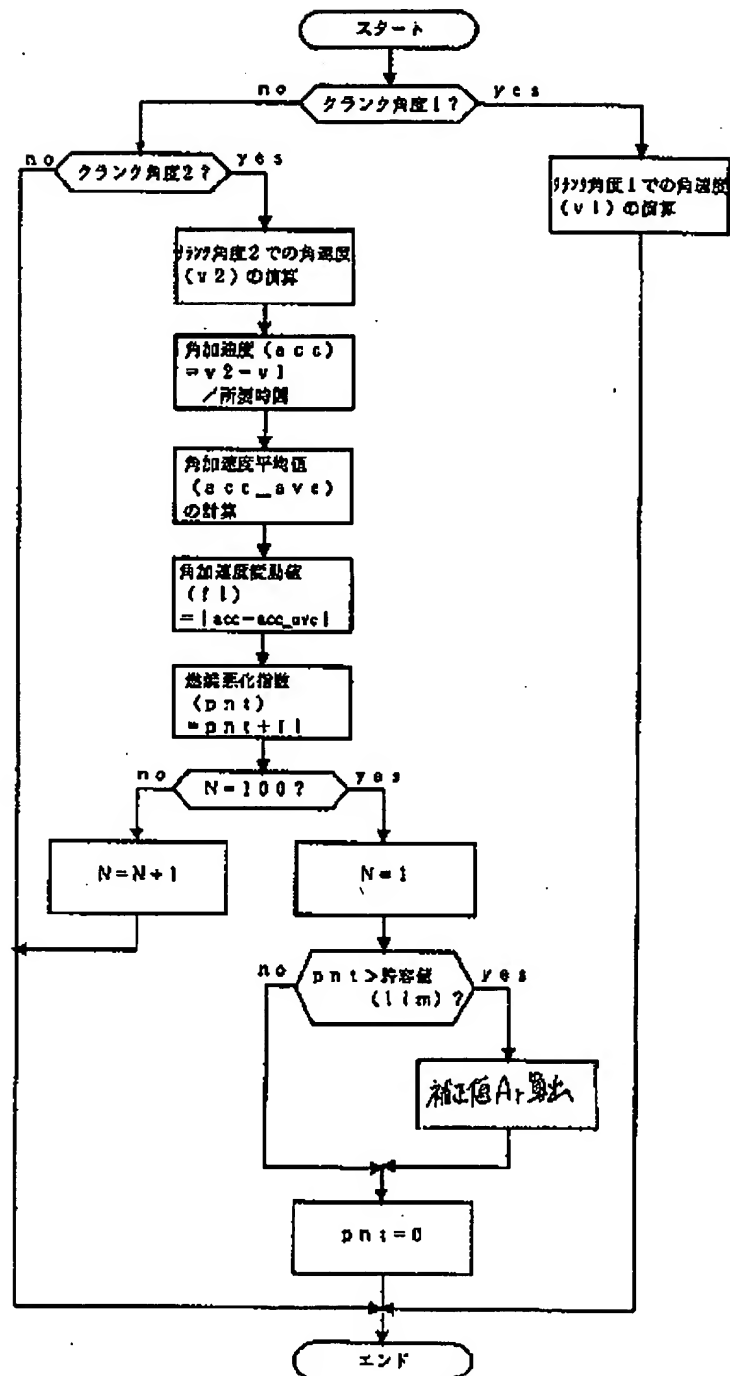 スタート
no
クランク角度1?
yes
no
クランク角度2?
yes
クランク角度1での角速度
(v1)の演算
クランク角度2での角速度
(v2)の演算
角加速度(acc)
=v2-v1
/所要時間
角加速度平均値
(acc_ave)
の計算
角加速度変動値
(fl)
=|acc-acc_ave|
燃焼悪化指数
(pnt)
=pnt+fl
no
N=100?
yes
N=N+1
N=1
no
pnt>許容値
(lim)?
yes
補正値Ar算出
pnt=0
エンド